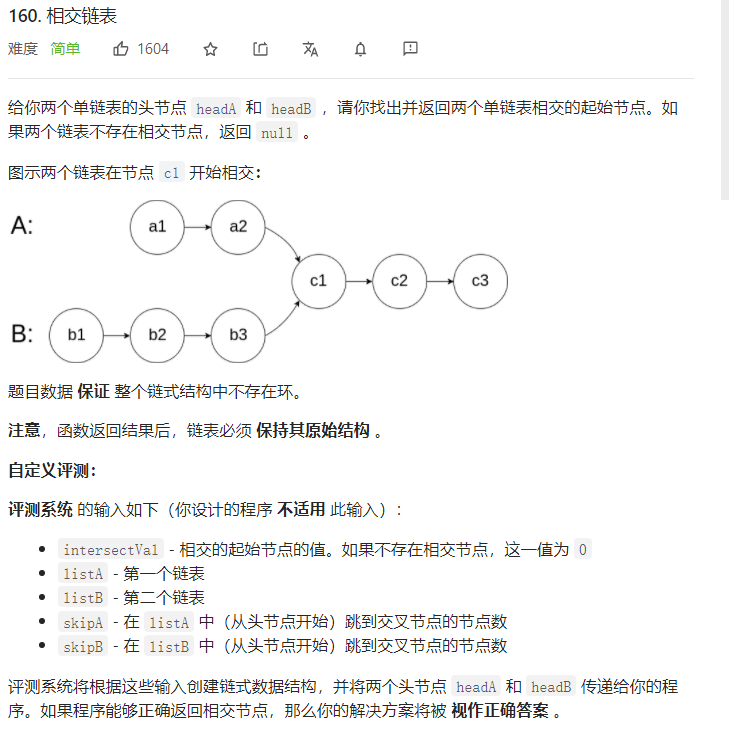 160. 相交链表
难度 简单 1604
给你两个单链表的头节点 headA 和 headB ，请你找出并返回两个单链表相交的起始节点。如
果两个链表不存在相交节点，返回 null 。
图示两个链表在节点 c1 开始相交：
A: a1 a2
c1 c2 c3
B: b1 b2 b3
题目数据 保证 整个链式结构中不存在环。
注意，函数返回结果后，链表必须 保持其原始结构 。
自定义评测：
评测系统 的输入如下（你设计的程序 不适用 此输入）：
intersectVal - 相交的起始节点的值。如果不存在相交节点，这一值为 0
listA - 第一个链表
listB - 第二个链表
skipA - 在 listA 中（从头节点开始）跳到交叉节点的节点数
skipB - 在 listB 中（从头节点开始）跳到交叉节点的节点数
评测系统将根据这些输入创建链式数据结构，并将两个头节点 headA 和 headB 传递给你的程
序。如果程序能够正确返回相交节点，那么你的解决方案将被 视作正确答案 。